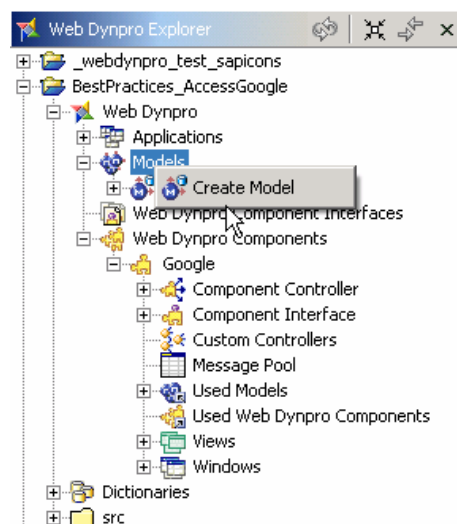 Web Dynpro Explorer
_webdynpro_test_sapicons
BestPractices_AccessGoogle
Web Dynpro
Applications
Models
Create Model
Web Dynpro Component Interfaces
Web Dynpro Components
Google
Component Controller
Component Interface
Custom Controllers
Message Pool
Used Models
Used Web Dynpro Components
Views
Windows
Dictionaries
src